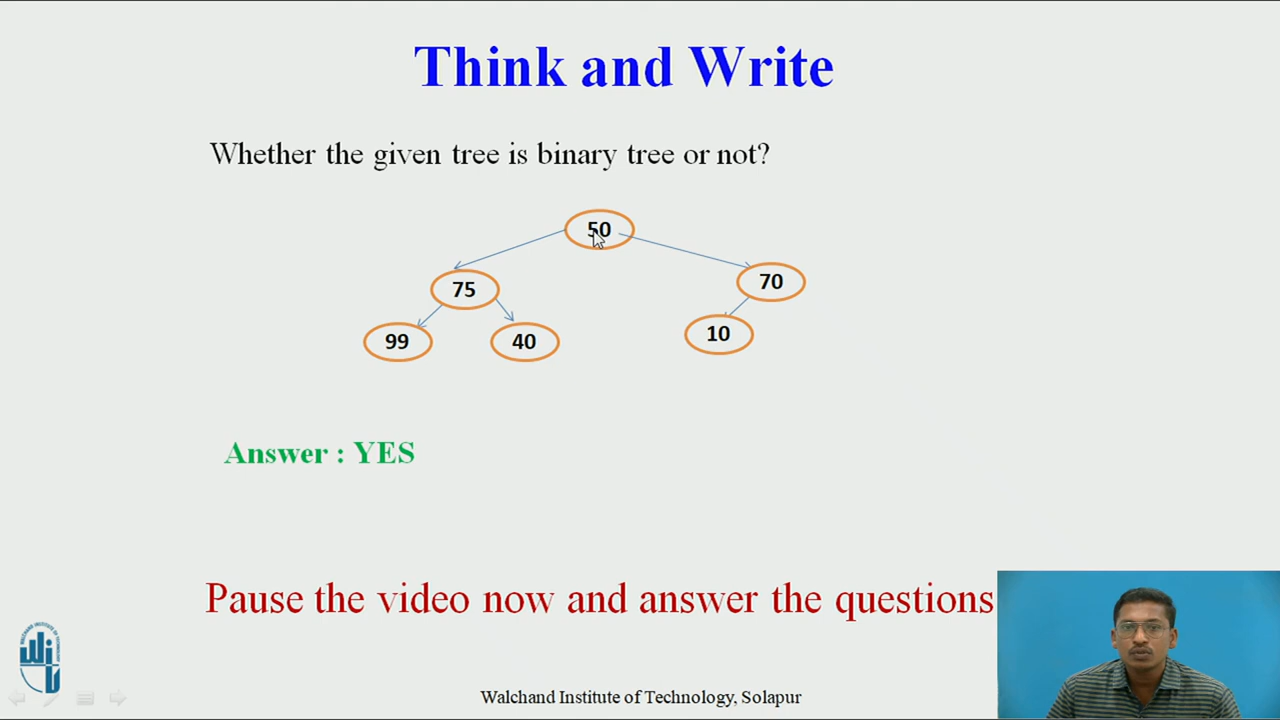 Think and Write
Whether the given tree is binary tree or not?
50
75
70
99
40
10
Answer : YES
Pause the video now and answer the questions
Walchand Institute of Technology, Solapur